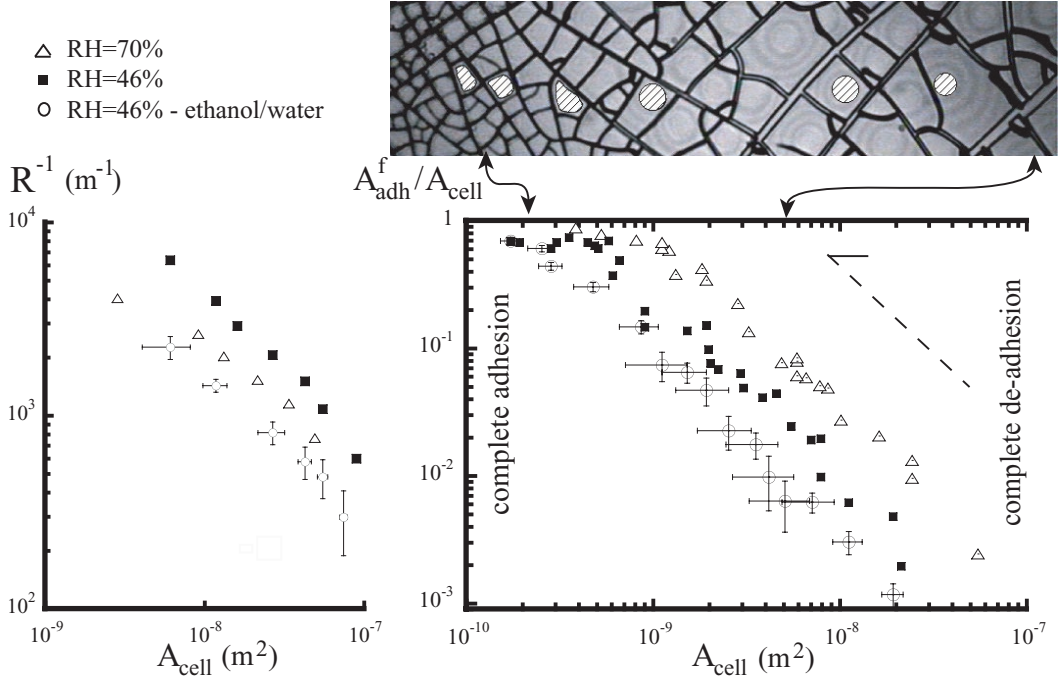 RH=70%
RH=46%
RH=46% - ethanol/water
R⁻¹ (m⁻¹)
10⁴
10³
10²
10⁻⁹
10⁻⁸
10⁻⁷
A_cell (m²)
A^f_adh/A_cell
1
10⁻¹
10⁻²
10⁻³
complete adhesion
complete de-adhesion
10⁻¹⁰
10⁻⁹
10⁻⁸
10⁻⁷
A_cell (m²)